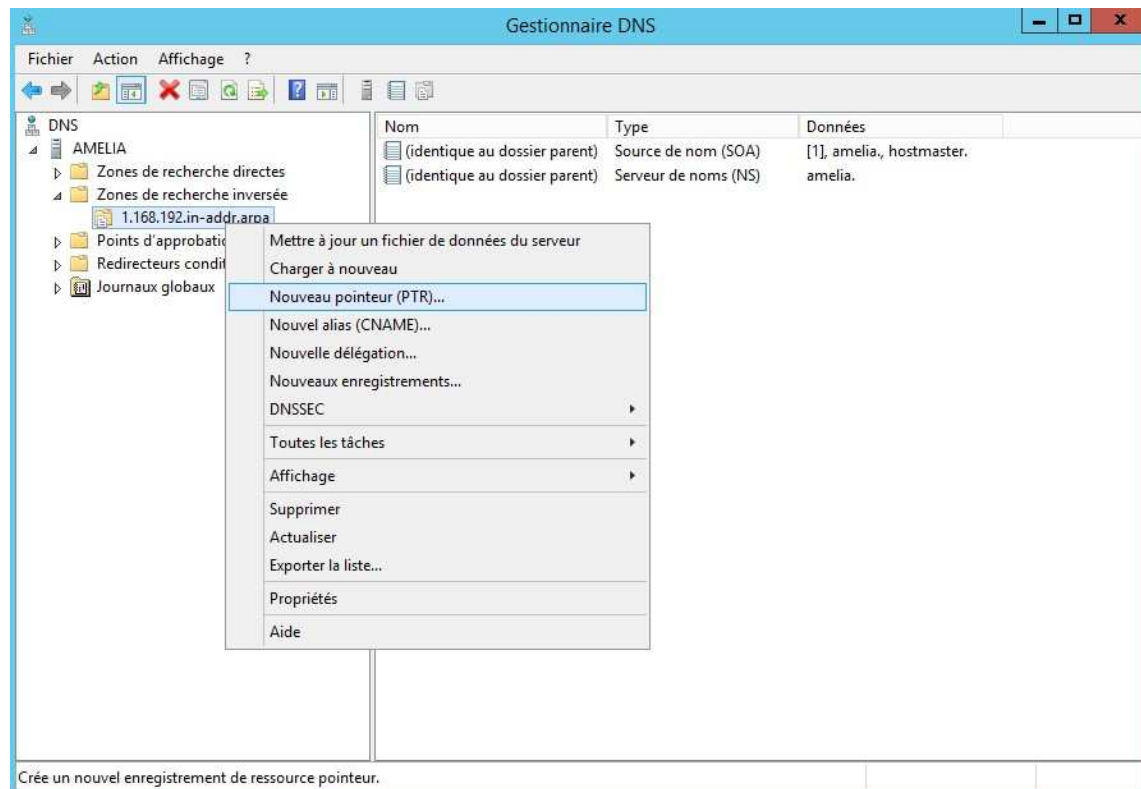 Gestionnaire DNS
Fichier Action Affichage ?
DNS
AMELIA
Zones de recherche directes
Zones de recherche inversée
1.168.192.in-addr.arpa
Points d'approbatio
Redirecteurs condit
Journaux globaux
Nom Type Données
(identique au dossier parent) Source de nom (SOA) [1], amelia., hostmaster.
(identique au dossier parent) Serveur de noms (NS) amelia.
Mettre à jour un fichier de données du serveur
Charger à nouveau
Nouveau pointeur (PTR)...
Nouvel alias (CNAME)...
Nouvelle délégation...
Nouveaux enregistrements...
DNSSEC
Toutes les tâches
Affichage
Supprimer
Actualiser
Exporter la liste...
Propriétés
Aide
Crée un nouvel enregistrement de ressource pointeur.